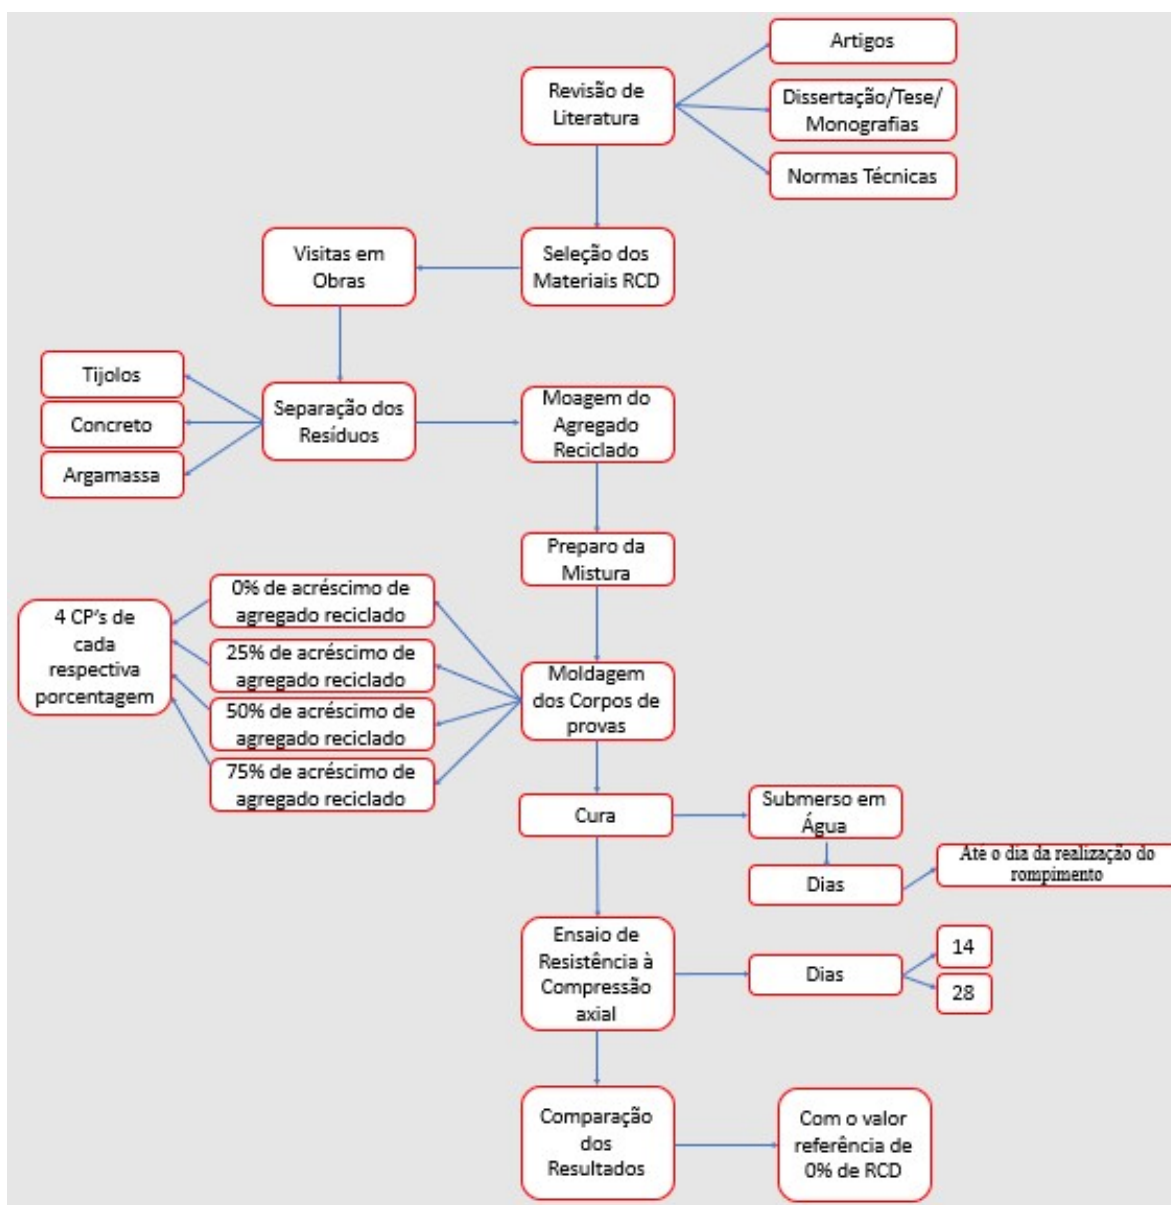 Artigos
Revisão de
Literatura
Dissertação/Tese/
Monografias
Normas Técnicas
Visitas em
Obras
Seleção dos
Materiais RCD
Tijolos
Concreto
Argamassa
Separação dos
Resíduos
Moagem do
Agregado
Reciclado
Preparo da
Mistura
4 CP's de
cada
respectiva
porcentagem
0% de acréscimo de
agregado reciclado
25% de acréscimo de
agregado reciclado
50% de acréscimo de
agregado reciclado
75% de acréscimo de
agregado reciclado
Moldagem
dos Corpos de
provas
Cura
Submerso em
Água
Dias
Até o dia da realização do
rompimento
Ensaio de
Resistência à
Compressão
axial
Dias
14
28
Comparação
dos
Resultados
Com o valor
referência de
0% de RCD